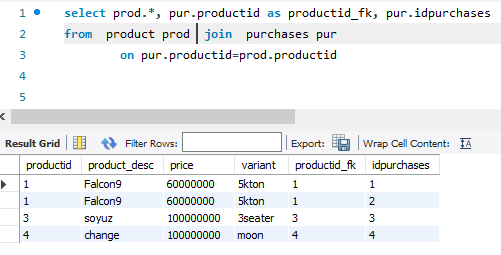 1 select prod.*, pur.productid as productid_fk, pur.idpurchases
2 from product prod join purchases pur
3 on pur.productid=prod.productid
4
5
Result Grid Filter Rows: Export: Wrap Cell Content: IA
productid product_desc price variant productid_fk idpurchases
1 Falcon9 60000000 5kton 1 1
1 Falcon9 60000000 5kton 1 2
3 soyuz 100000000 3seater 3 3
4 change 100000000 moon 4 4